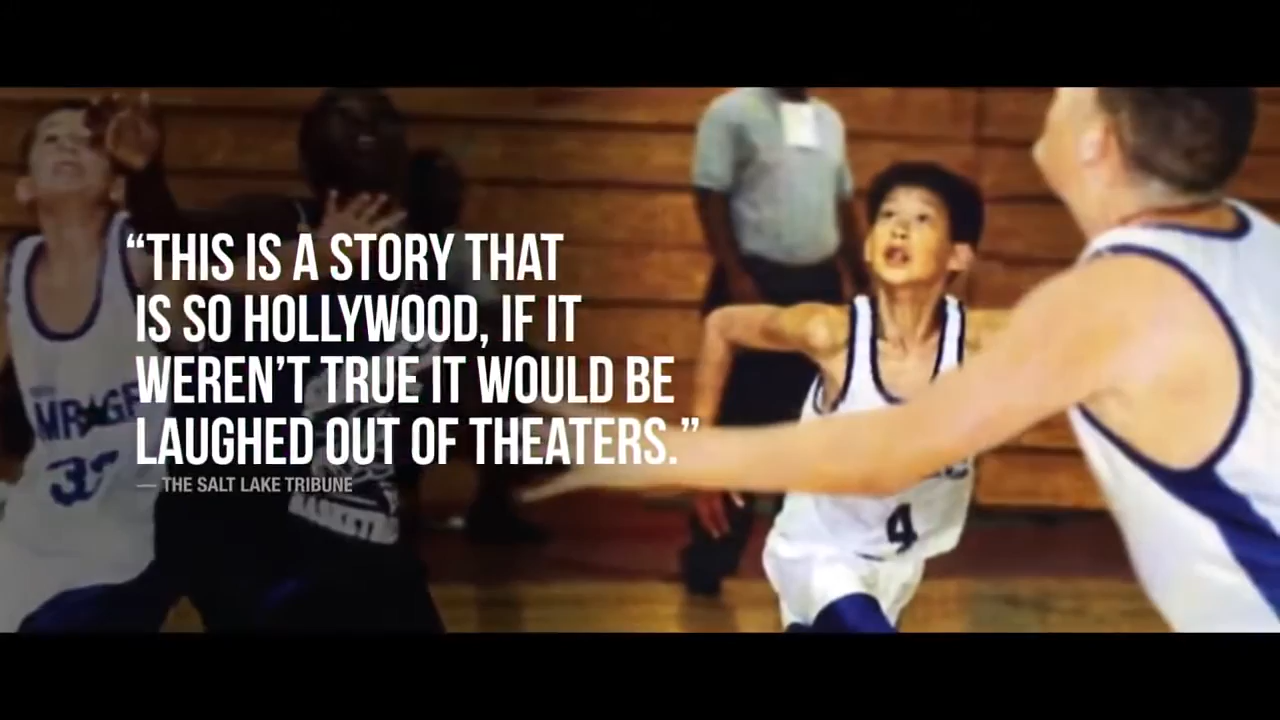 “THIS IS A STORY THAT
IS SO HOLLYWOOD, IF IT
WEREN’T TRUE IT WOULD BE
LAUGHED OUT OF THEATERS.”
— THE SALT LAKE TRIBUNE
4